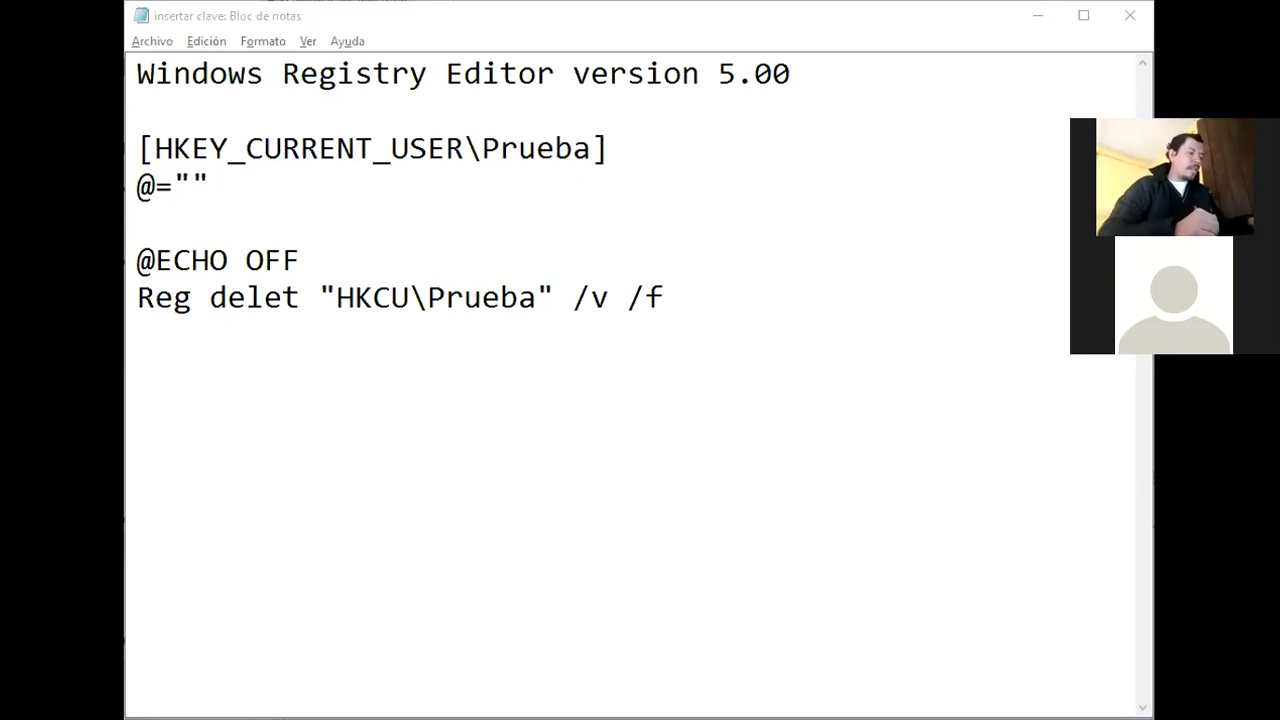 insertar clave: Bloc de notas
Archivo Edición Formato Ver Ayuda
Windows Registry Editor version 5.00
[HKEY_CURRENT_USER\Prueba]
@=""
@ECHO OFF
Reg delet "HKCU\Prueba" /v /f